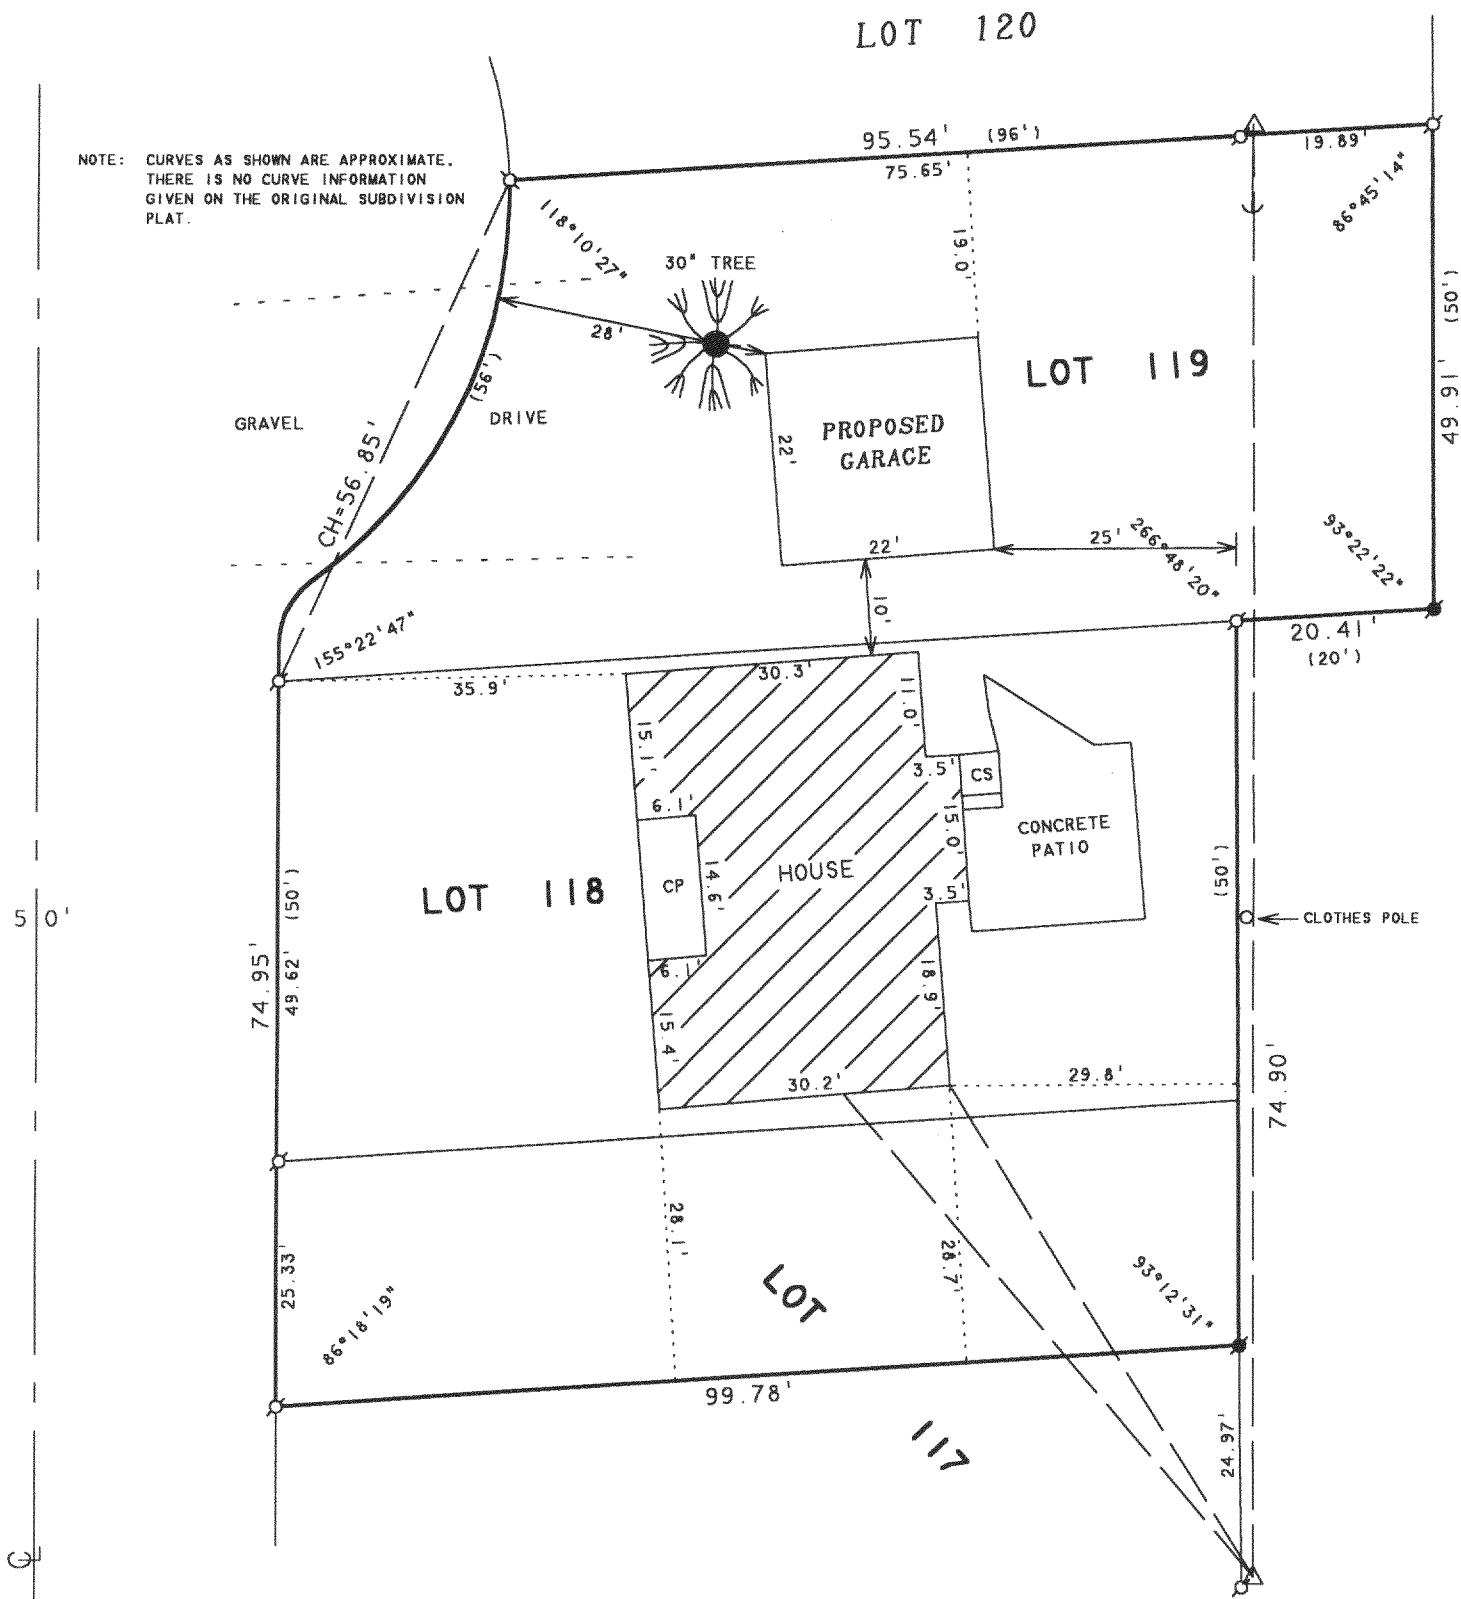 LOT 120
95.54' (96')
75.65'
19.89'
NOTE: CURVES AS SHOWN ARE APPROXIMATE.
THERE IS NO CURVE INFORMATION
GIVEN ON THE ORIGINAL SUBDIVISION
PLAT.
86°45'14"
118°10'27"
19.0'
30" TREE
28'
(50')
49.91'
(56')
LOT 119
GRAVEL DRIVE
PROPOSED
GARAGE
22'
CH=56.85'
22'
25'
266°48'20"
93°22'22"
10'
155°22'47"
20.41'
(20')
35.9'
30.3'
11.0'
15.1'
3.5'
CS
6.1'
15.0'
CONCRETE
PATIO
HOUSE
CP
14.6'
LOT 118
(50')
3.5'
(50')
50'
CLOTHES POLE
74.95'
49.62'
6.1'
18.9'
15.4'
30.2'
29.8'
74.90'
28.1'
28.7'
25.33'
LOT
93°12'31"
86°18'19"
99.78'
117
24.97'